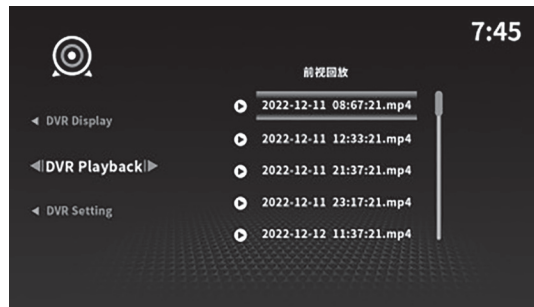 7:45
前视回放
DVR Display
DVR Playback
DVR Setting
2022-12-11 08:67:21.mp4
2022-12-11 12:33:21.mp4
2022-12-11 21:37:21.mp4
2022-12-11 23:17:21.mp4
2022-12-12 11:37:21.mp4